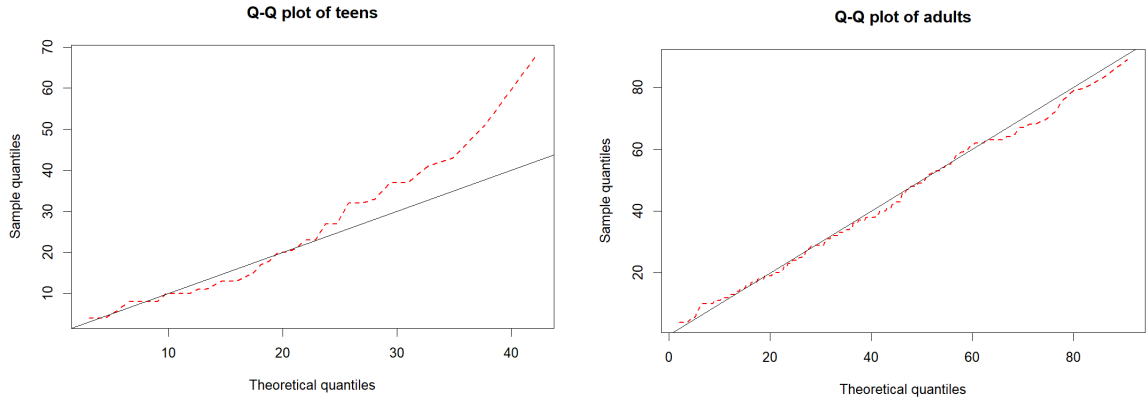 Q-Q plot of teens
70
60
50
40
30
20
10
Sample quantiles
10 20 30 40
Theoretical quantiles
Q-Q plot of adults
80
60
40
20
Sample quantiles
0 20 40 60 80
Theoretical quantiles